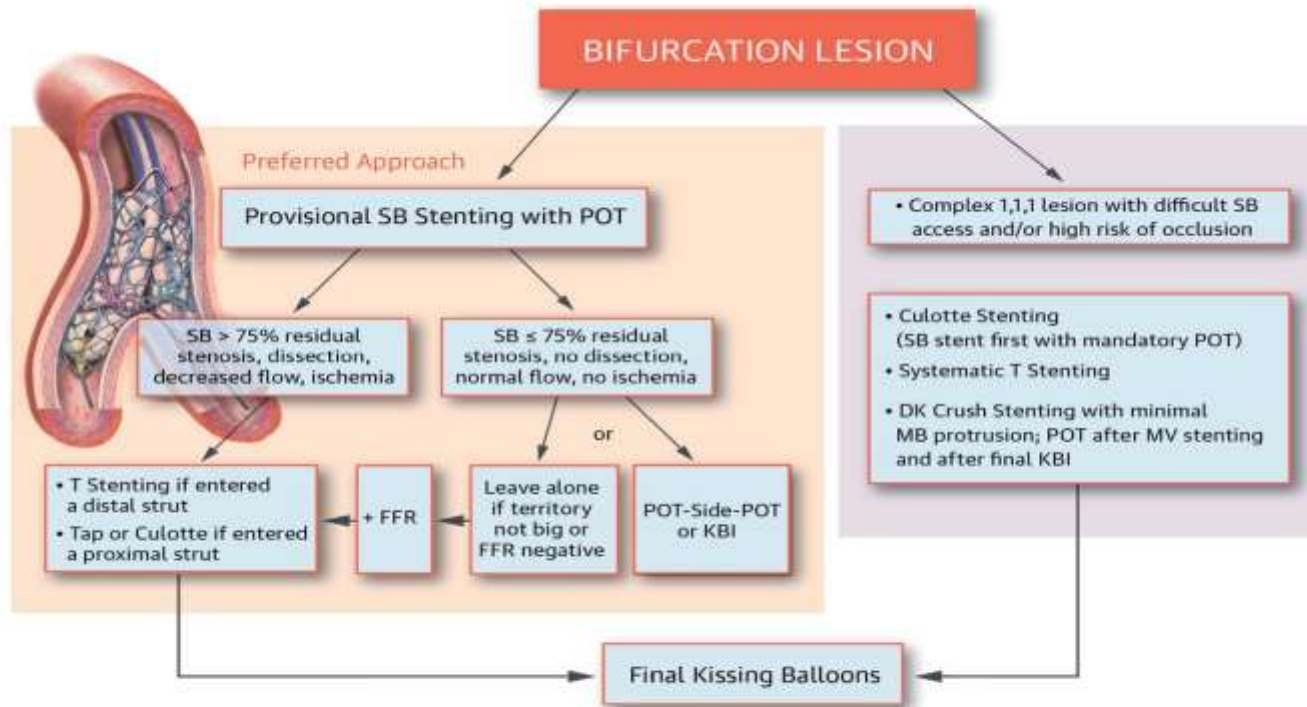 BIFURCATION LESION
Preferred Approach
Provisional SB Stenting with POT
SB > 75% residual
stenosis, dissection,
decreased flow, ischemia
SB ≤ 75% residual
stenosis, no dissection,
normal flow, no ischemia
or
• T Stenting if entered
a distal strut
• Tap or Culotte if entered
a proximal strut
+ FFR
Leave alone
if territory
not big or
FFR negative
POT-Side-POT
or KBI
• Complex 1,1,1 lesion with difficult SB
access and/or high risk of occlusion
• Culotte Stenting
(SB stent first with mandatory POT)
• Systematic T Stenting
• DK Crush Stenting with minimal
MB protrusion; POT after MV stenting
and after final KBI
Final Kissing Balloons